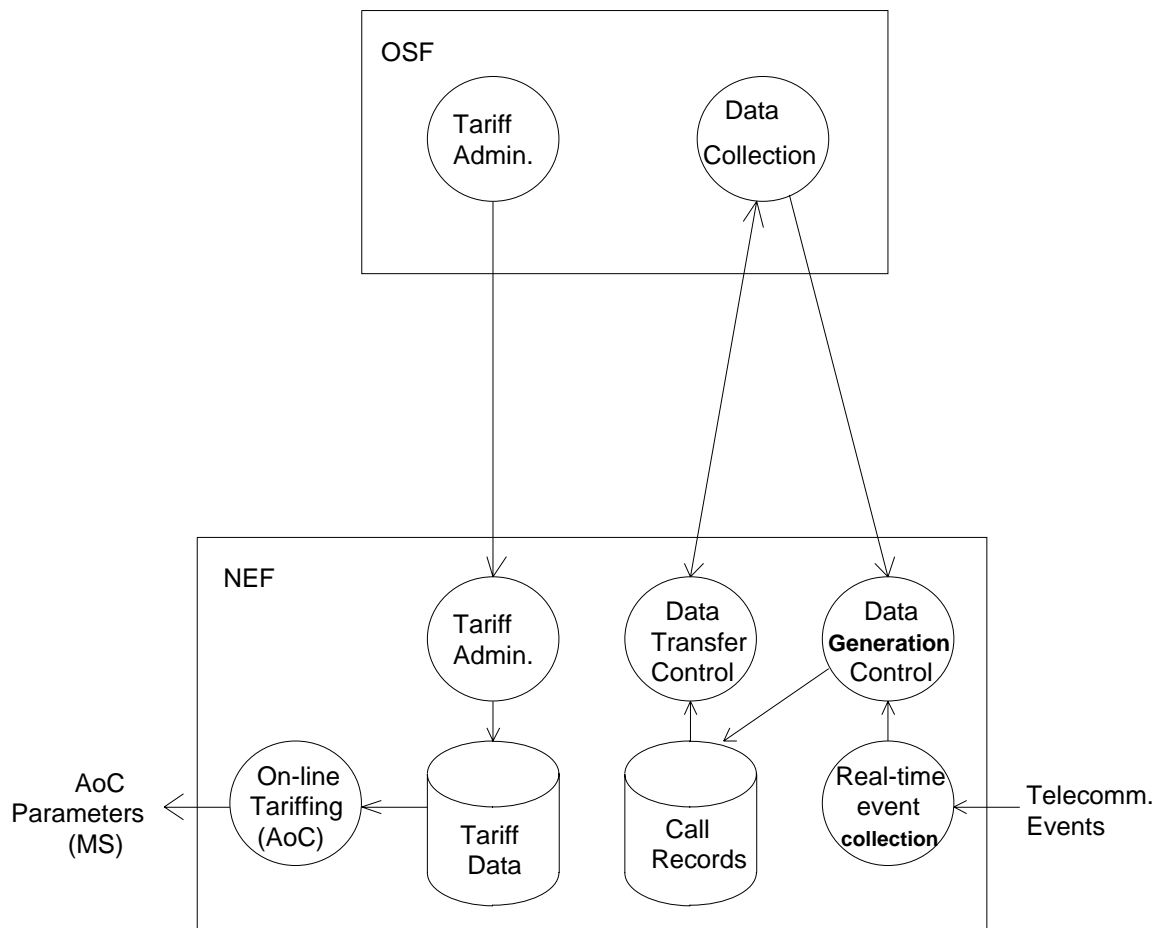 OSF
Tariff
Admin.
Data
Collection
NEF
Tariff
Admin.
Data
Transfer
Control
Data
Generation
Control
AoC
Parameters
(MS)
On-line
Tariffing
(AoC)
Tariff
Data
Call
Records
Real-time
event
collection
Telecomm.
Events